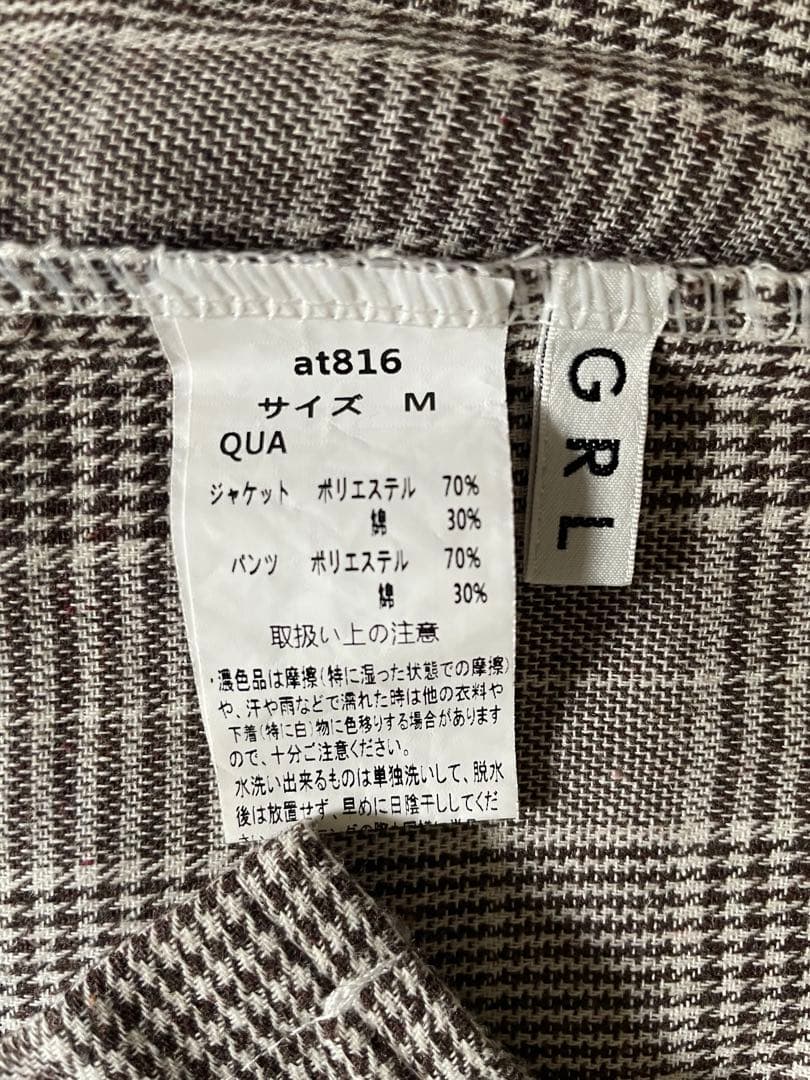 at816
サイズ M
QUA
ジャケット ポリエステル 70%
綿 30%
パンツ ポリエステル 70%
綿 30%
取扱い上の注意
・濃色品は摩擦(特に湿った状態での摩擦)
や、汗や雨などで濡れた時は他の衣料や
下着(特に白)物に色移りする場合があります
ので、十分ご注意ください。
水洗い出来るものは単独洗いして、脱水
後は放置せず、早めに日陰干ししてくだ
GRL